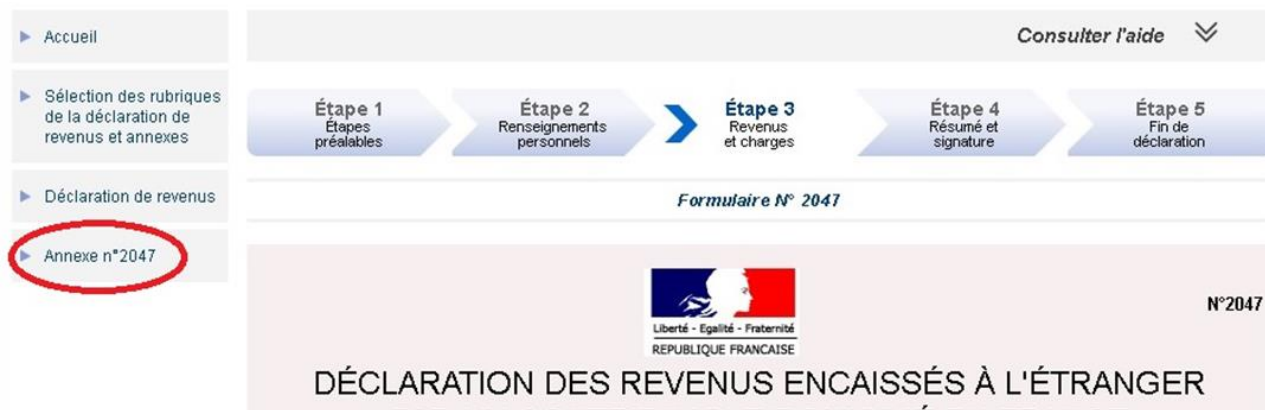 Accueil
Sélection des rubriques
de la déclaration de
revenus et annexes
Déclaration de revenus
Annexe n°2047
Consulter l'aide
Étape 1
Étapes
préalables
Étape 2
Renseignements
personnels
Étape 3
Revenus
et charges
Étape 4
Résumé et
signature
Étape 5
Fin de
déclaration
Formulaire N° 2047
Liberté - Egalité - Fraternité
REPUBLIQUE FRANCAISE
N°2047
DÉCLARATION DES REVENUS ENCAISSÉS À L'ÉTRANGER